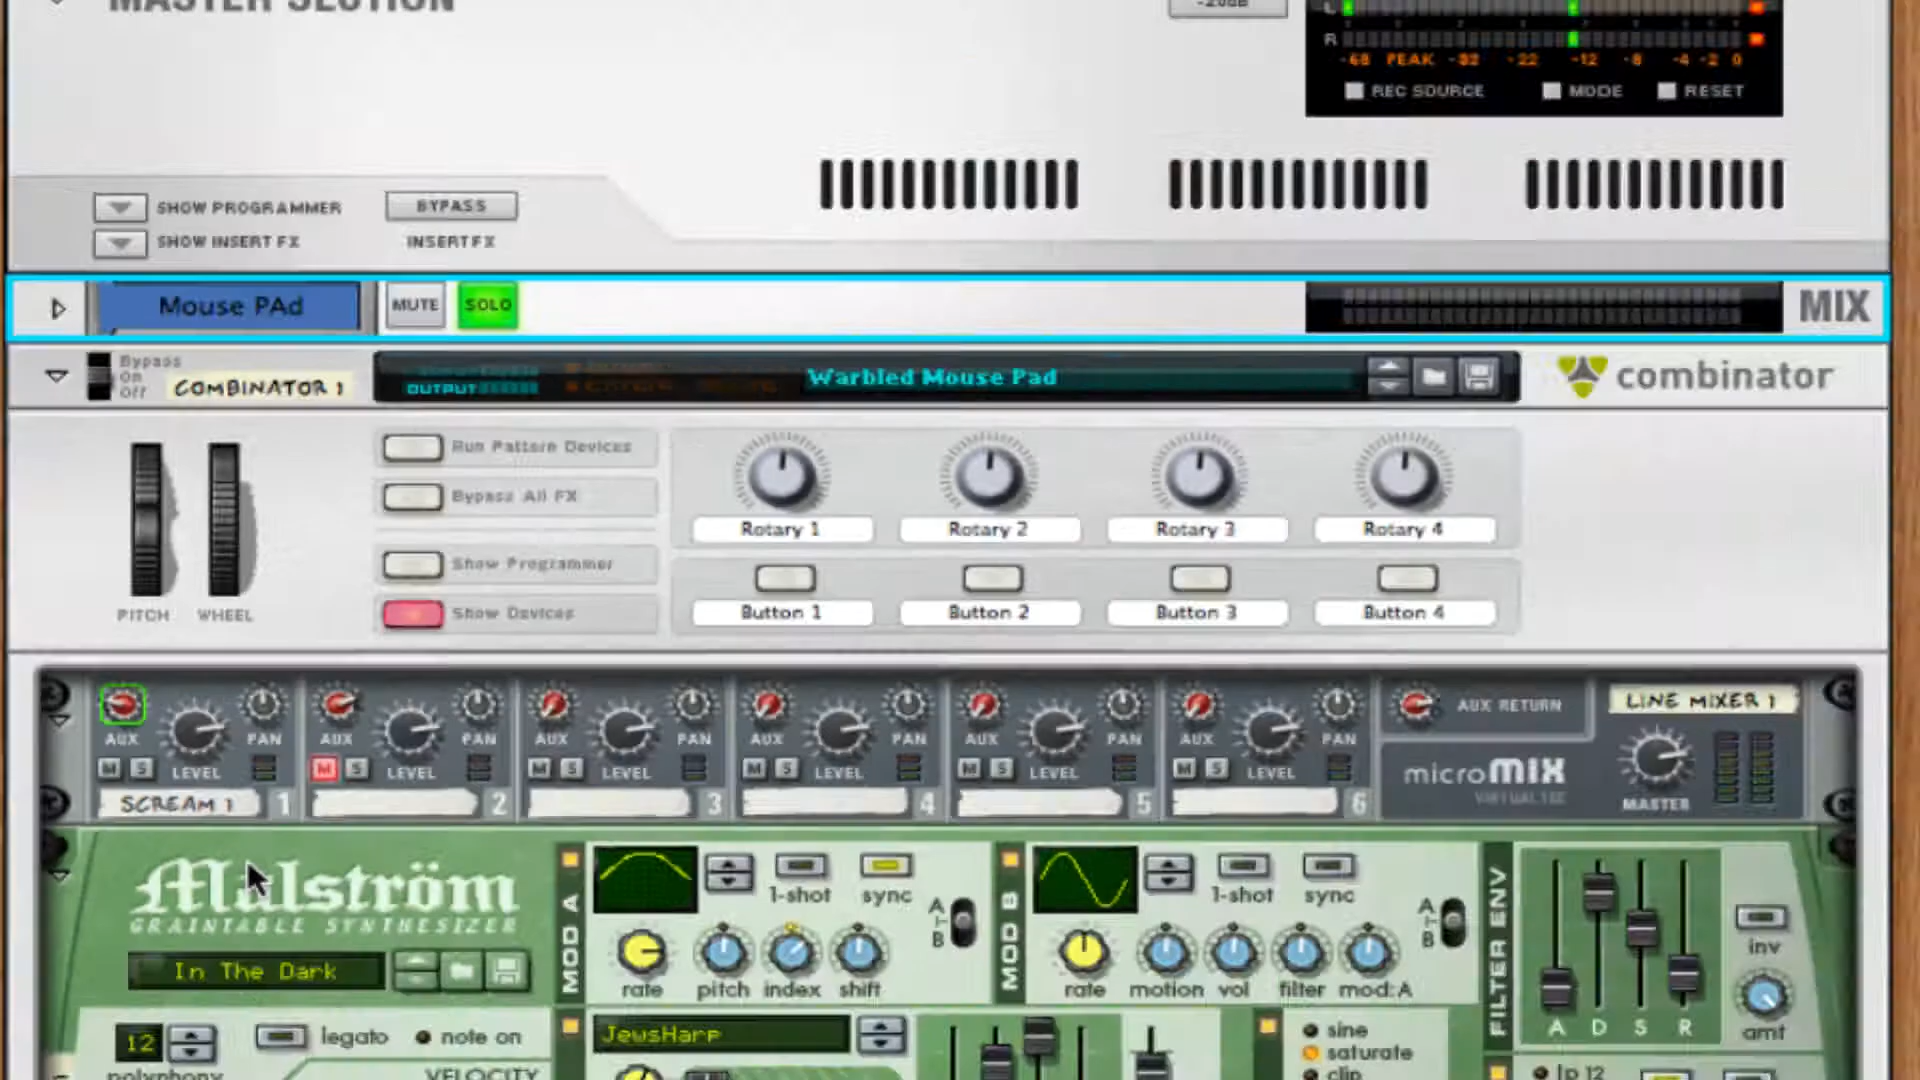 MASTER SECTION
-20dB
L
R
-68 PEAK -32 -22 -12 -8 -4 -2 0
REC SOURCE MODE RESET
SHOW PROGRAMMER BYPASS
SHOW INSERT FX INSERT FX
Mouse PAd MUTE SOLO MIX
Bypass
On
Off
COMBINATOR 1 OUTPUT Warbled Mouse Pad combinator
Run Pattern Devices
Bypass All FX
Rotary 1 Rotary 2 Rotary 3 Rotary 4
Show Programmer
Show Devices
PITCH WHEEL
Button 1 Button 2 Button 3 Button 4
AUX PAN AUX PAN AUX PAN AUX PAN AUX PAN AUX PAN AUX RETURN LINE MIXER 1
M S LEVEL M S LEVEL M S LEVEL M S LEVEL M S LEVEL M S LEVEL microMIX
MASTER
SCREAM 1 1 2 3 4 5 6
Malström
GRAINTABLE SYNTHESIZER
In The Dark
MOD A 1-shot sync A B
rate pitch index shift
MOD B 1-shot sync A B
rate motion vol filter mod:A
FILTER ENV A D S R inv amt
12 legato note on
polyphony VELOCITY
JewsHarp
sine
saturate
clip
lp 12